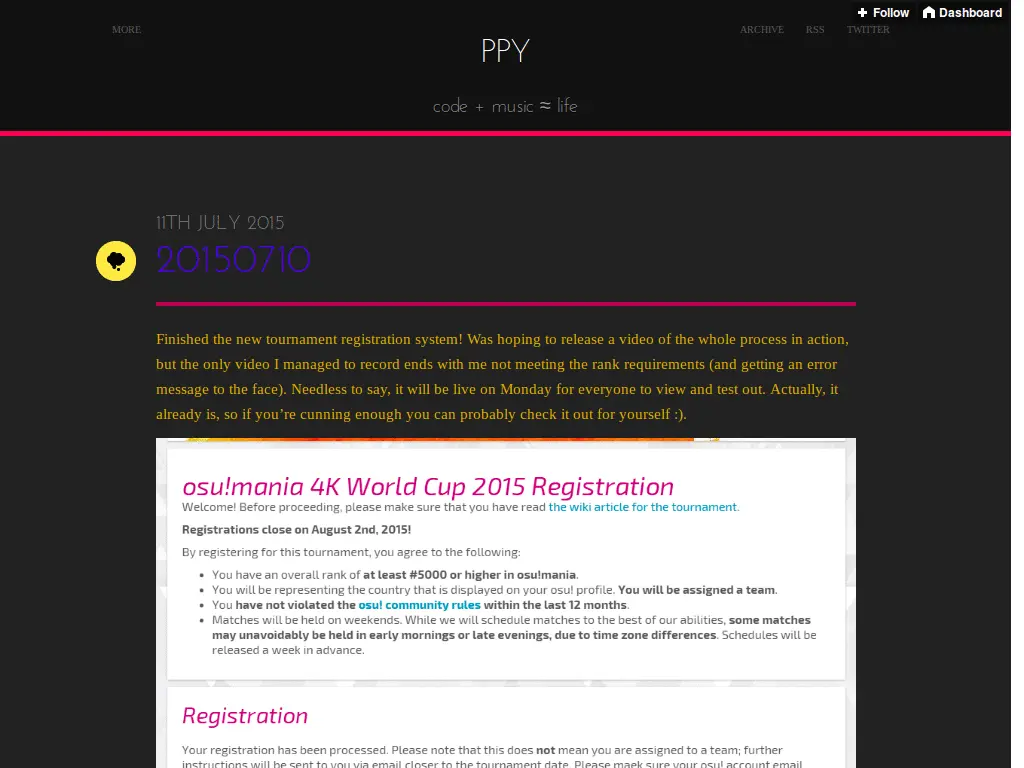 Follow Dashboard
MORE
ARCHIVE RSS TWITTER
PPY
code + music ≈ life
11TH JULY 2015
20150710
Finished the new tournament registration system! Was hoping to release a video of the whole process in action,
but the only video I managed to record ends with me not meeting the rank requirements (and getting an error
message to the face). Needless to say, it will be live on Monday for everyone to view and test out. Actually, it
already is, so if you’re cunning enough you can probably check it out for yourself :).
osu!mania 4K World Cup 2015 Registration
Welcome! Before proceeding, please make sure that you have read the wiki article for the tournament.
Registrations close on August 2nd, 2015!
By registering for this tournament, you agree to the following:
• You have an overall rank of at least #5000 or higher in osu!mania.
• You will be representing the country that is displayed on your osu! profile. You will be assigned a team.
• You have not violated the osu! community rules within the last 12 months.
• Matches will be held on weekends. While we will schedule matches to the best of our abilities, some matches
may unavoidably be held in early mornings or late evenings, due to time zone differences. Schedules will be
released a week in advance.
Registration
Your registration has been processed. Please note that this does not mean you are assigned to a team; further
instructions will be sent to you via email closer to the tournament date. Please maek sure your osu! account email